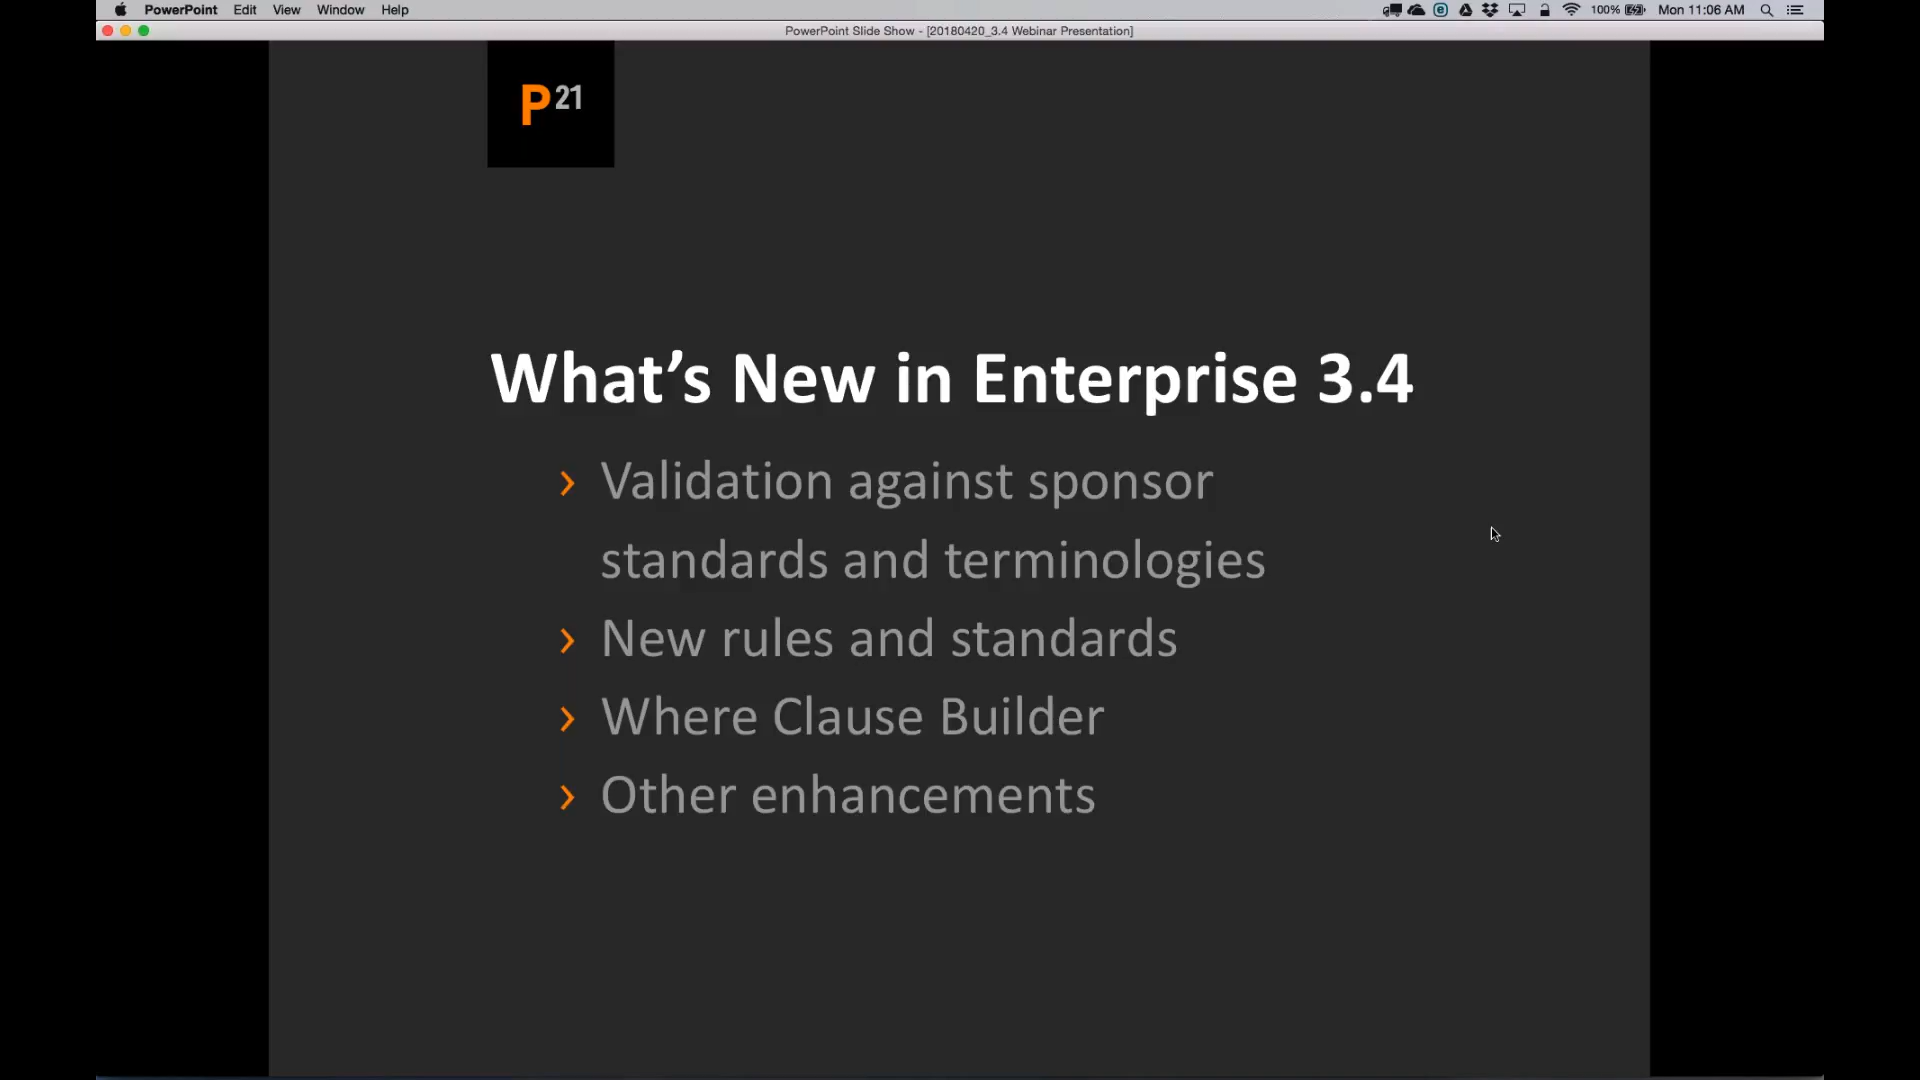 PowerPoint Edit View Window Help 100% Mon 11:06 AM
PowerPoint Slide Show - [20180420_3.4 Webinar Presentation]
P21
What’s New in Enterprise 3.4
› Validation against sponsor
standards and terminologies
› New rules and standards
› Where Clause Builder
› Other enhancements